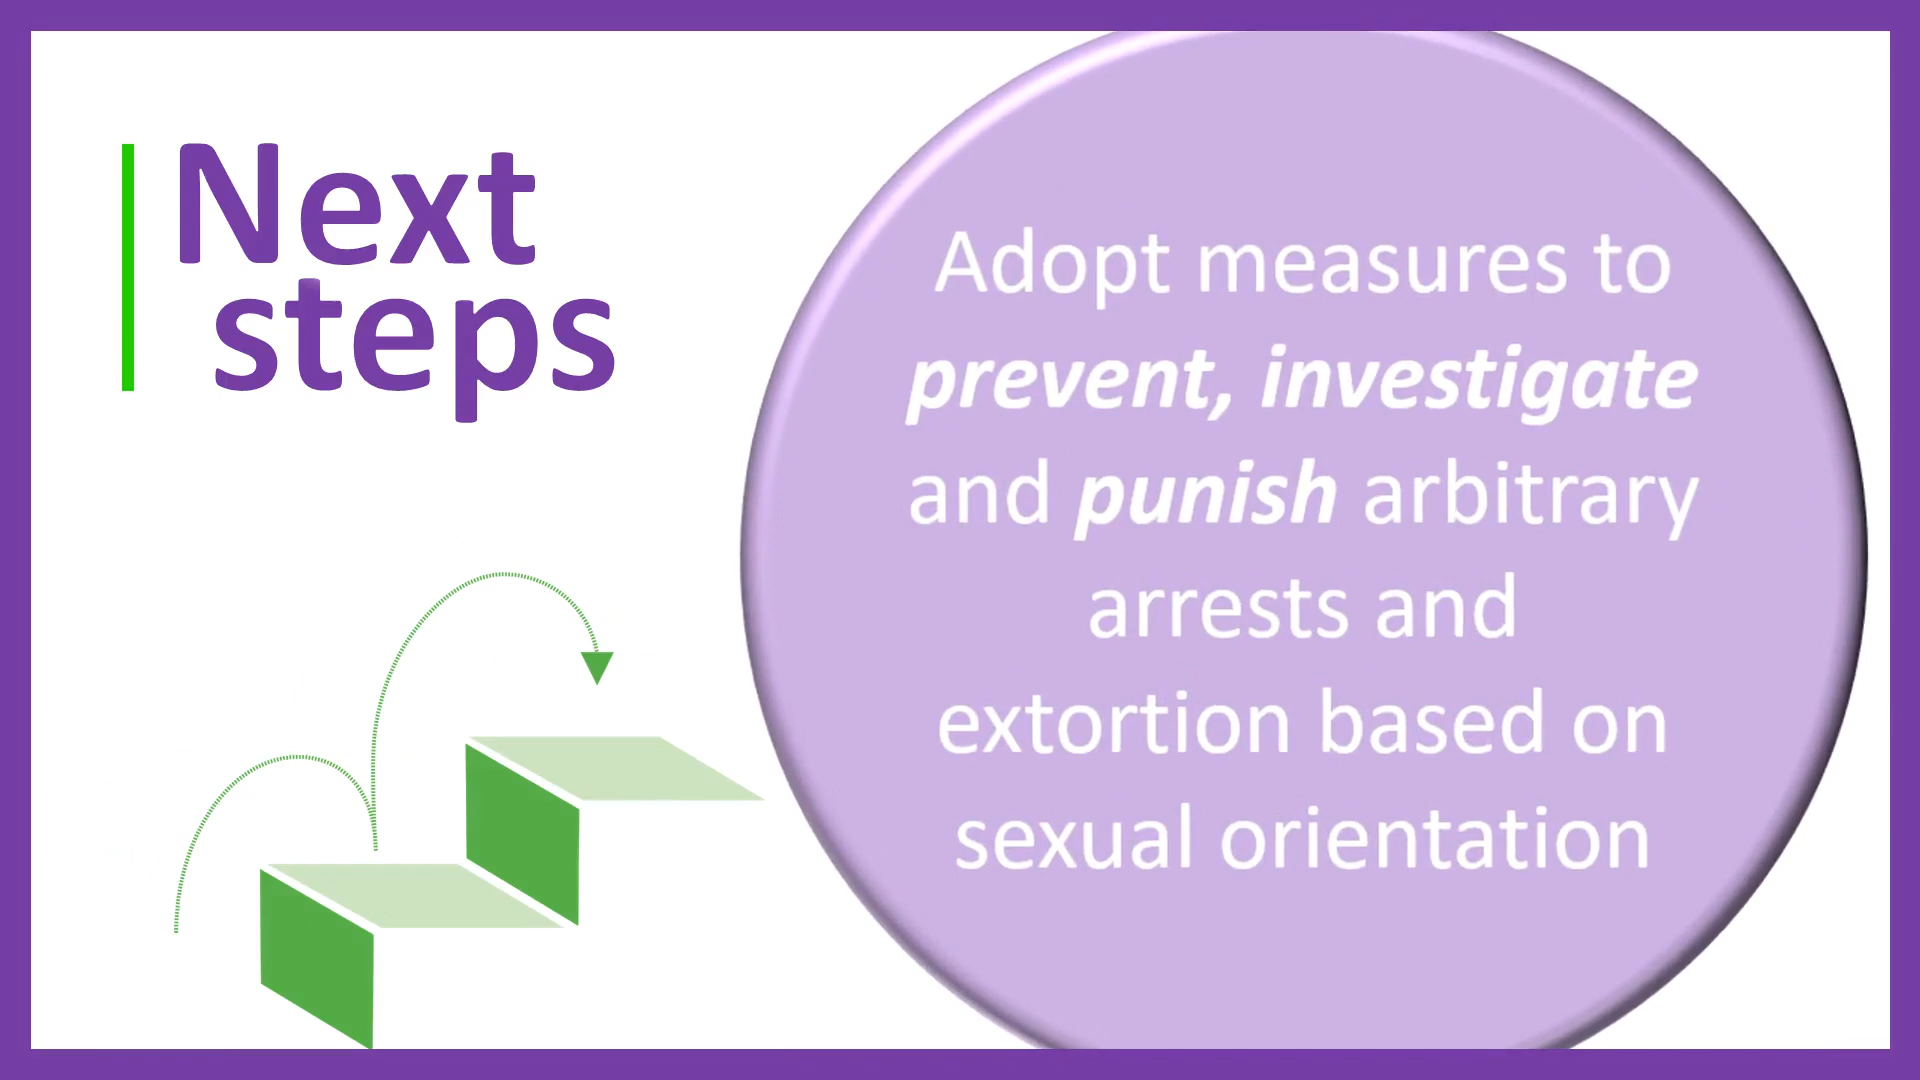 Next
steps
Adopt measures to
prevent, investigate
and punish arbitrary
arrests and
extortion based on
sexual orientation